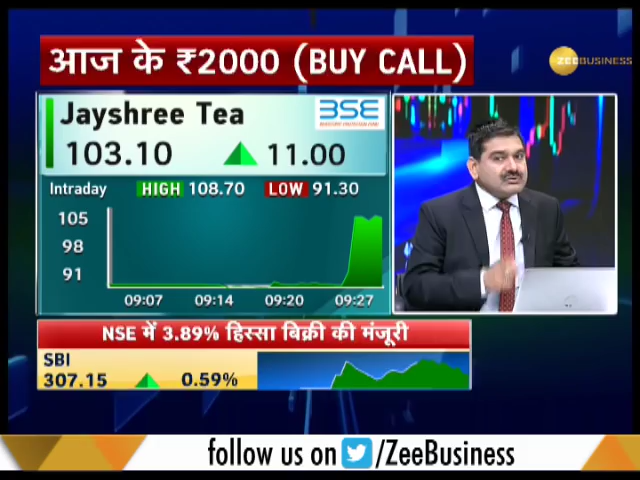 आज के ₹2000 (BUY CALL)
ZEEBUSINESS
Jayshree Tea
BSE
103.10 11.00
Intraday HIGH 108.70 LOW 91.30
105
98
91
09:07 09:14 09:20 09:27
NSE में 3.89% हिस्सा बिक्री की मंजूरी
SBI
307.15 0.59%
follow us on /ZeeBusiness